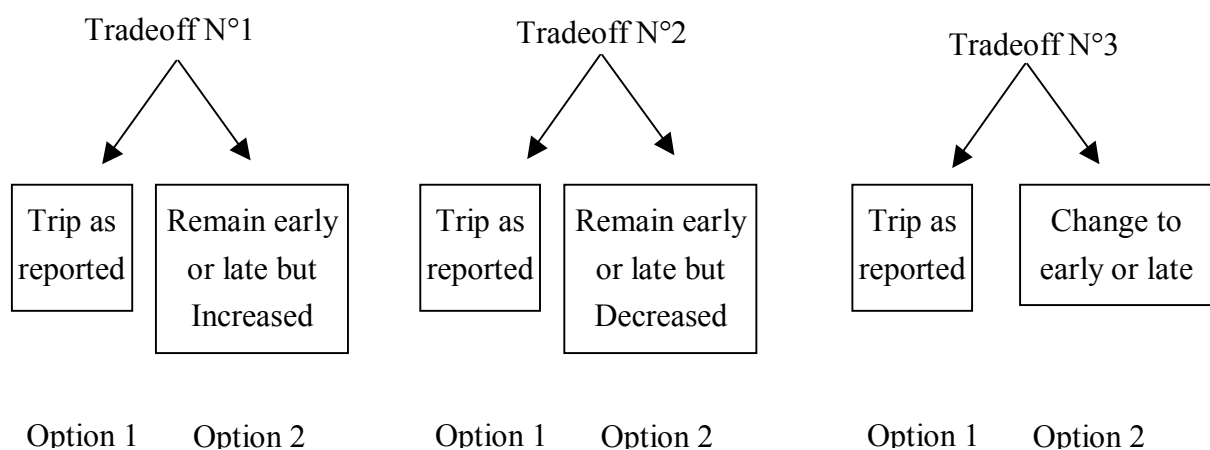 Tradeoff N°1
Tradeoff N°2
Tradeoff N°3
Trip as
reported
Remain early
or late but
Increased
Trip as
reported
Remain early
or late but
Decreased
Trip as
reported
Change to
early or late
Option 1
Option 2
Option 1
Option 2
Option 1
Option 2